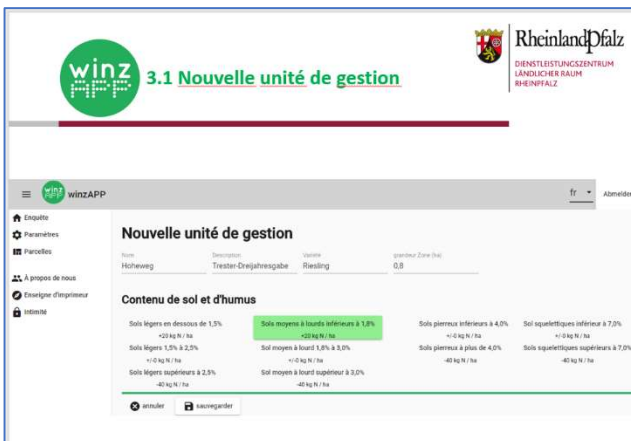 winz
APP
3.1 Nouvelle unité de gestion
RheinlandPfalz
DIENSTLEISTUNGSZENTRUM
LÄNDLICHER RAUM
RHEINPFALZ
winz
APP
winzAPP
fr
Abmelden
Enquête
Paramètres
Parcelles
À propos de nous
Enseigne d'imprimeur
Intimité
Nouvelle unité de gestion
Nom Description Variété grandeur Zone (ha)
Hoheweg Trester-Dreijahresgabe Riesling 0,8
Contenu de sol et d'humus
Sols légers en dessous de 1,5% Sols moyens à lourds inférieurs à 1,8% Sols pierreux inférieurs à 4,0% Sol squelettiques inférieur à 7,0%
+20 kg N / ha +20 kg N / ha +/-0 kg N / ha +/-0 kg N / ha
Sols légers 1,5% à 2,5% Sol moyen à lourd 1,8% à 3,0% Sols pierreux à plus de 4,0% Sols squelettiques supérieurs à 7,0%
+/-0 kg N / ha +/-0 kg N / ha -40 kg N / ha -40 kg N / ha
Sols légers supérieurs à 2,5% Sol moyen à lourd supérieur à 3,0%
-40 kg N / ha -40 kg N / ha
annuler sauvegarder